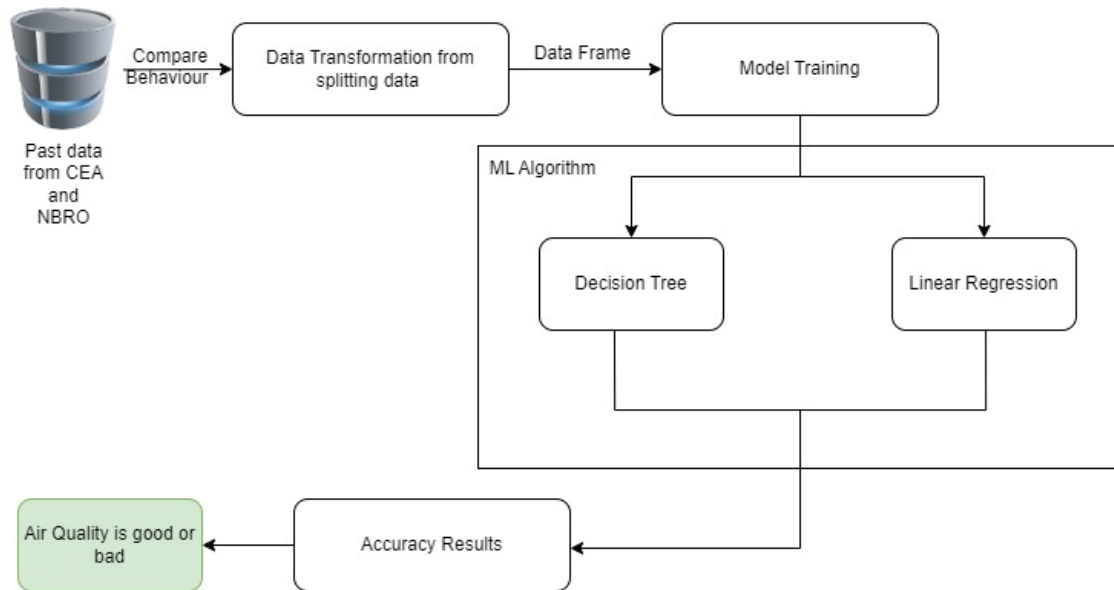 Past data
from CEA
and
NBRO
Compare
Behaviour
Data Transformation from
splitting data
Data Frame
Model Training
ML Algorithm
Decision Tree
Linear Regression
Accuracy Results
Air Quality is good or
bad